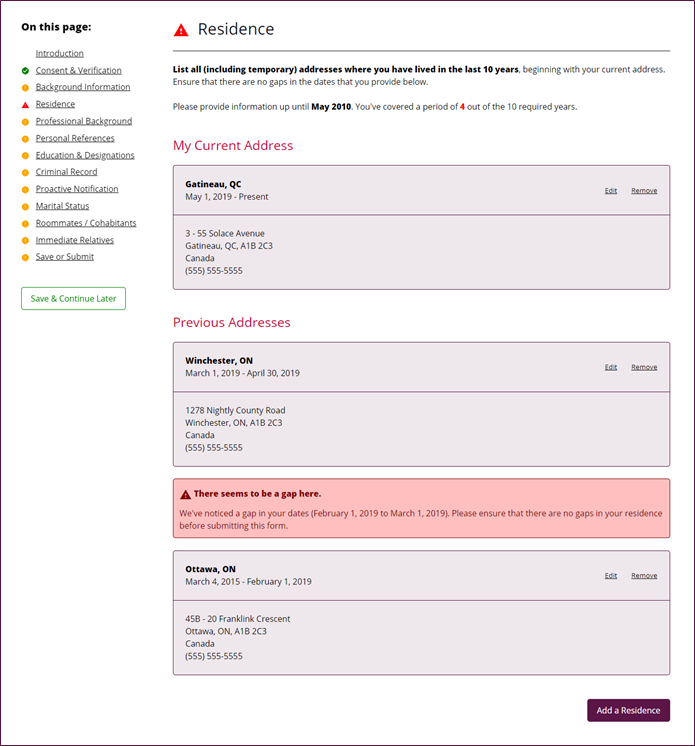 On this page:
Introduction
Consent & Verification
Background Information
Residence
Professional Background
Personal References
Education & Designations
Criminal Record
Proactive Notification
Marital Status
Roommates / Cohabitants
Immediate Relatives
Save or Submit
Save & Continue Later
Residence
List all (including temporary) addresses where you have lived in the last 10 years, beginning with your current address.
Ensure that there are no gaps in the dates that you provide below.
Please provide information up until May 2010. You've covered a period of 4 out of the 10 required years.
My Current Address
Gatineau, QC
May 1, 2019 - Present
Edit Remove
3 - 55 Solace Avenue
Gatineau, QC, A1B 2C3
Canada
(555) 555-5555
Previous Addresses
Winchester, ON
March 1, 2019 - April 30, 2019
Edit Remove
1278 Nightly County Road
Winchester, ON, A1B 2C3
Canada
(555) 555-5555
There seems to be a gap here.
We've noticed a gap in your dates (February 1, 2019 to March 1, 2019). Please ensure that there are no gaps in your residence
before submitting this form.
Ottawa, ON
March 4, 2015 - February 1, 2019
Edit Remove
45B - 20 Franklink Crescent
Ottawa, ON, A1B 2C3
Canada
(555) 555-5555
Add a Residence